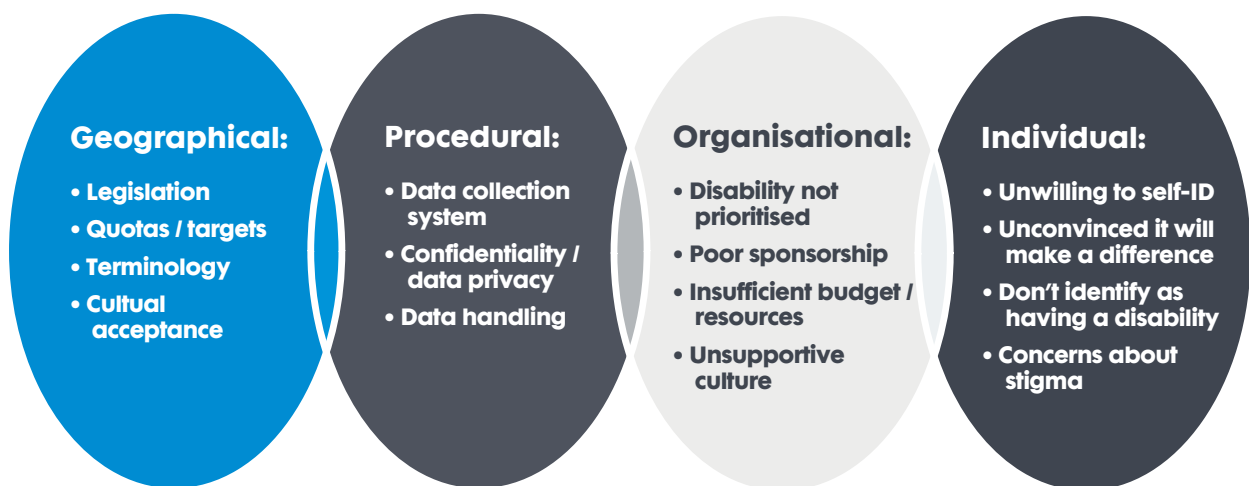 Geographical:
• Legislation
• Quotas / targets
• Terminology
• Cultual
acceptance
Procedural:
• Data collection
system
• Confidentiality /
data privacy
• Data handling
Organisational:
• Disability not
prioritised
• Poor sponsorship
• Insufficient budget /
resources
• Unsupportive
culture
Individual:
• Unwilling to self-ID
• Unconvinced it will
make a difference
• Don’t identify as
having a disability
• Concerns about
stigma